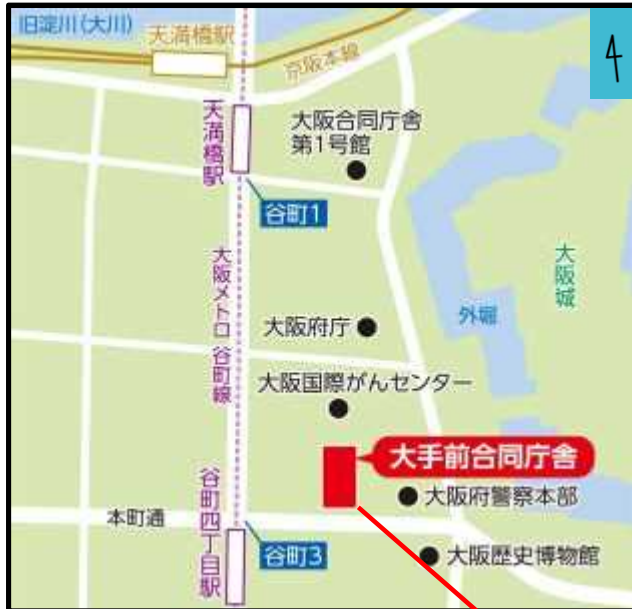 旧淀川(大川)
天満橋駅
京阪本線
4
天満橋駅
大阪合同庁舎
第1号館
谷町1
大阪メトロ 谷町線
大阪城
外堀
大阪府庁
大阪国際がんセンター
大手前合同庁舎
大阪府警察本部
谷町四丁目駅
本町通
谷町3
大阪歴史博物館